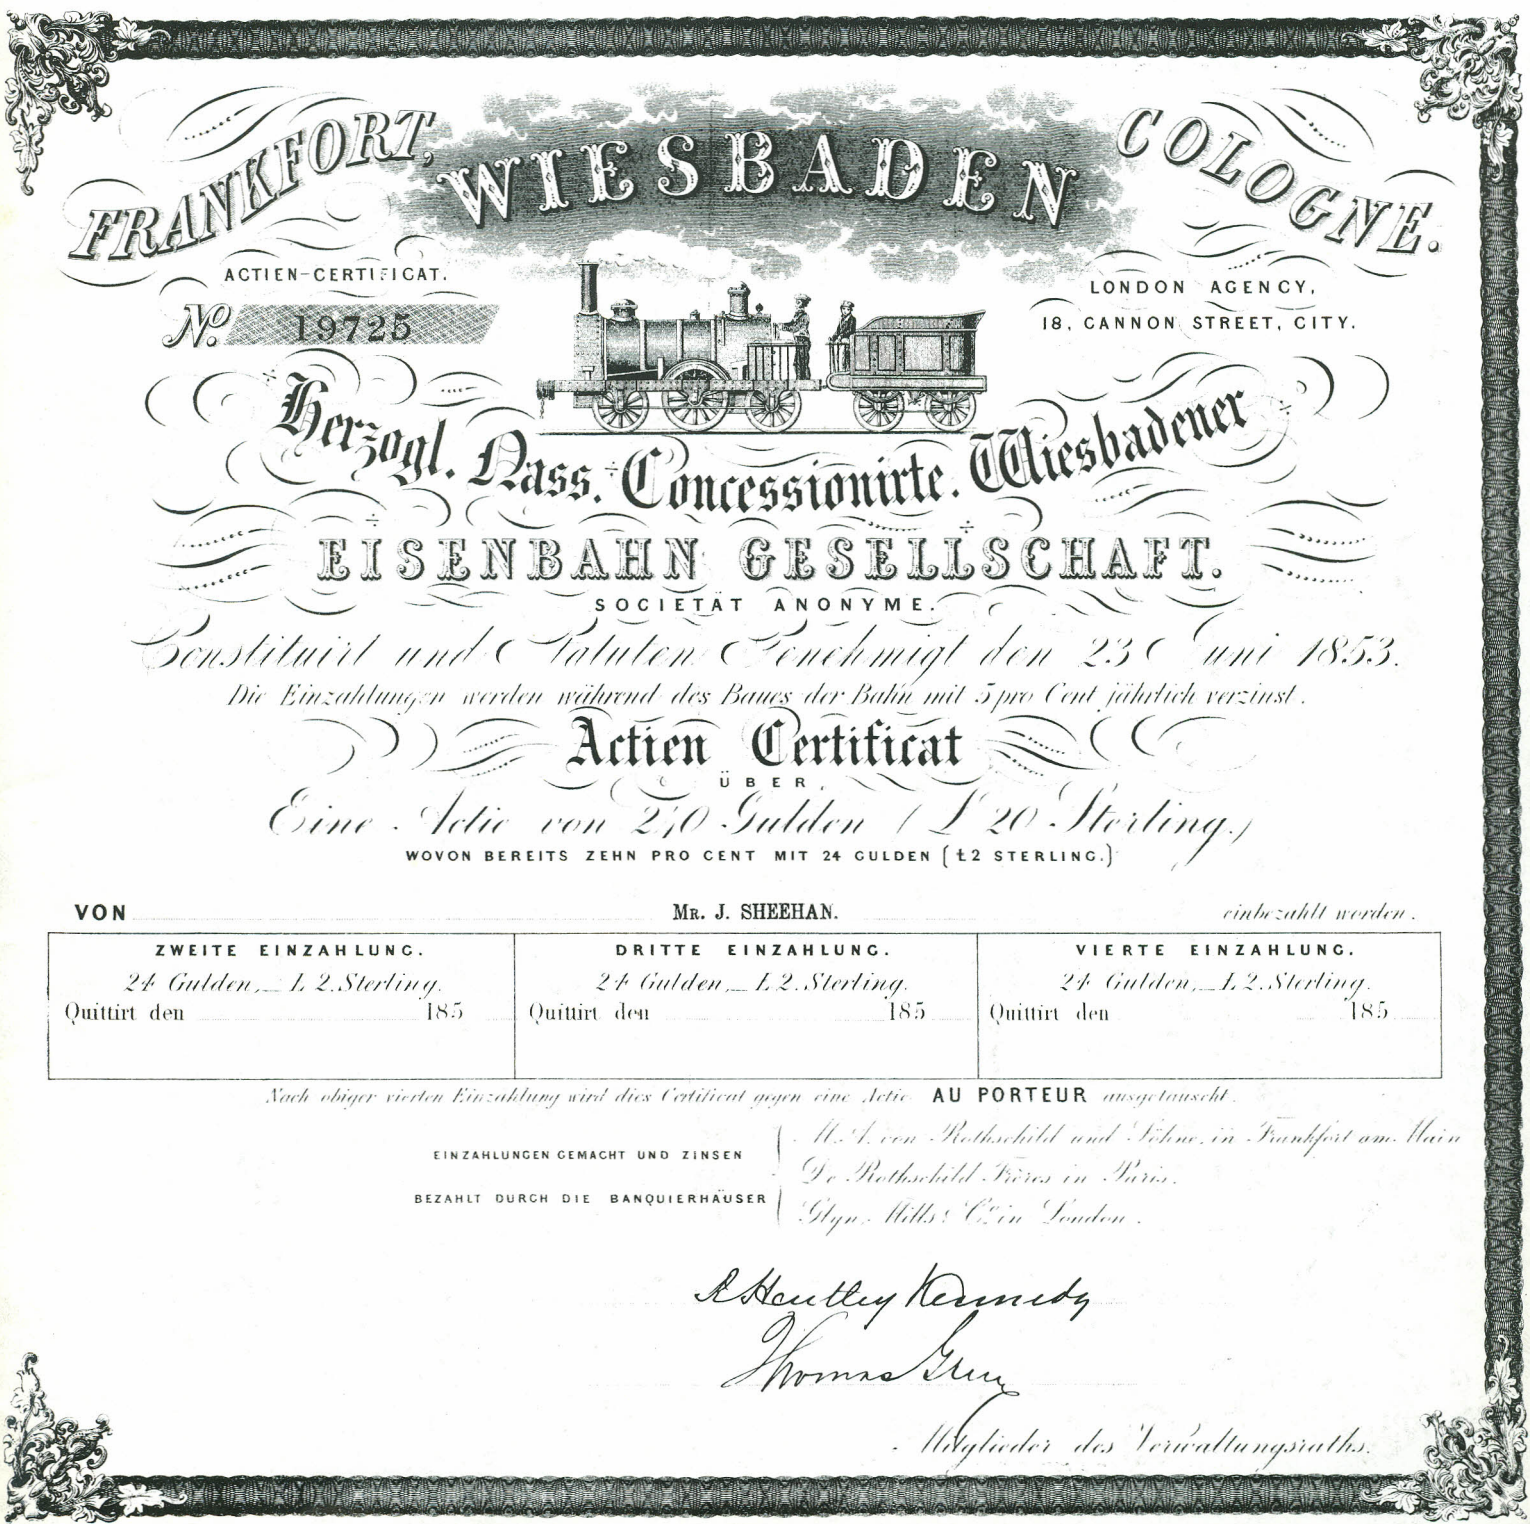 FRANKFORT, WIESBADEN COLOGNE.
ACTIEN-CERTIFICAT.
No. 19725
LONDON AGENCY,
18, CANNON STREET, CITY.
Herzogl. Nass. Concessionirte. Wiesbadener
EISENBAHN GESELLSCHAFT.
SOCIETÄT ANONYME.
Constituirt und Statuten Genehmigt den 23 Juni 1853.
Die Einzahlungen werden während des Baues der Bahn mit 5 pro Cent jährlich verzinst.
Actien Certificat
ÜBER
Eine Actie von 240 Gulden (£ 20 Sterling.)
WOVON BEREITS ZEHN PRO CENT MIT 24 GULDEN (£2 STERLING.)
VON MR. J. SHEEHAN. einbezahlt worden.
ZWEITE EINZAHLUNG.
24 Gulden, — £ 2. Sterling.
Quittirt den 185
DRITTE EINZAHLUNG.
24 Gulden, — £ 2. Sterling.
Quittirt den 185
VIERTE EINZAHLUNG.
24 Gulden, — £ 2. Sterling.
Quittirt den 185
Nach obiger vierten Einzahlung wird dies Certificat gegen eine Actie AU PORTEUR ausgetauscht.
EINZAHLUNGEN GEMACHT UND ZINSEN
BEZAHLT DURCH DIE BANQUIERHÄUSER
M. A. von Rothschild und Söhne, in Frankfort am Main
De Rothschild Frères in Paris.
Glyn, Mills & Co. in London.
Kennedy
Thomas Green
Mitglieder des Verwaltungsraths.